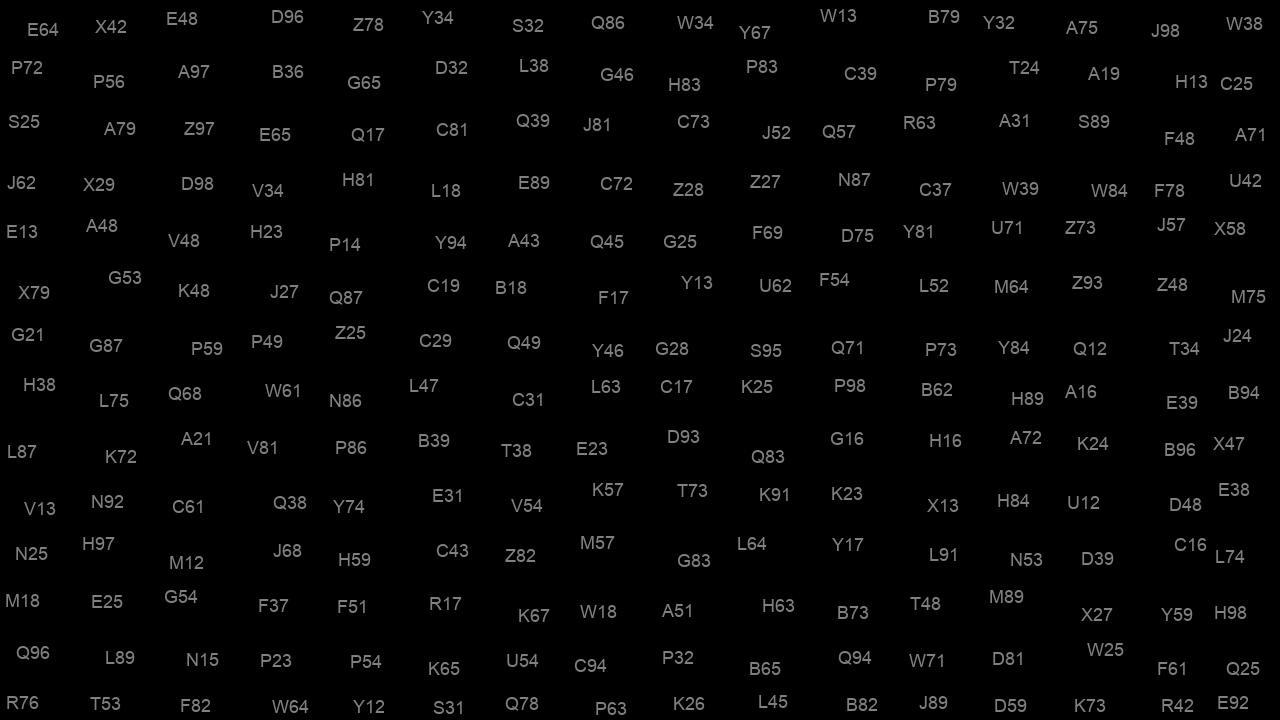 E64 X42 E48 D96 Z78 Y34 S32 Q86 W34 Y67 W13 B79 Y32 A75 J98 W38
P72 P56 A97 B36 G65 D32 L38 G46 H83 P83 C39 P79 T24 A19 H13 C25
S25 A79 Z97 E65 Q17 C81 Q39 J81 C73 J52 Q57 R63 A31 S89 F48 A71
J62 X29 D98 V34 H81 L18 E89 C72 Z28 Z27 N87 C37 W39 W84 F78 U42
E13 A48 V48 H23 P14 Y94 A43 Q45 G25 F69 D75 Y81 U71 Z73 J57 X58
X79 G53 K48 J27 Q87 C19 B18 F17 Y13 U62 F54 L52 M64 Z93 Z48 M75
G21 G87 P59 P49 Z25 C29 Q49 Y46 G28 S95 Q71 P73 Y84 Q12 T34 J24
H38 L75 Q68 W61 N86 L47 C31 L63 C17 K25 P98 B62 H89 A16 E39 B94
L87 K72 A21 V81 P86 B39 T38 E23 D93 Q83 G16 H16 A72 K24 B96 X47
V13 N92 C61 Q38 Y74 E31 V54 K57 T73 K91 K23 X13 H84 U12 D48 E38
N25 H97 M12 J68 H59 C43 Z82 M57 G83 L64 Y17 L91 N53 D39 C16 L74
M18 E25 G54 F37 F51 R17 K67 W18 A51 H63 B73 T48 M89 X27 Y59 H98
Q96 L89 N15 P23 P54 K65 U54 C94 P32 B65 Q94 W71 D81 W25 F61 Q25
R76 T53 F82 W64 Y12 S31 Q78 P63 K26 L45 B82 J89 D59 K73 R42 E92